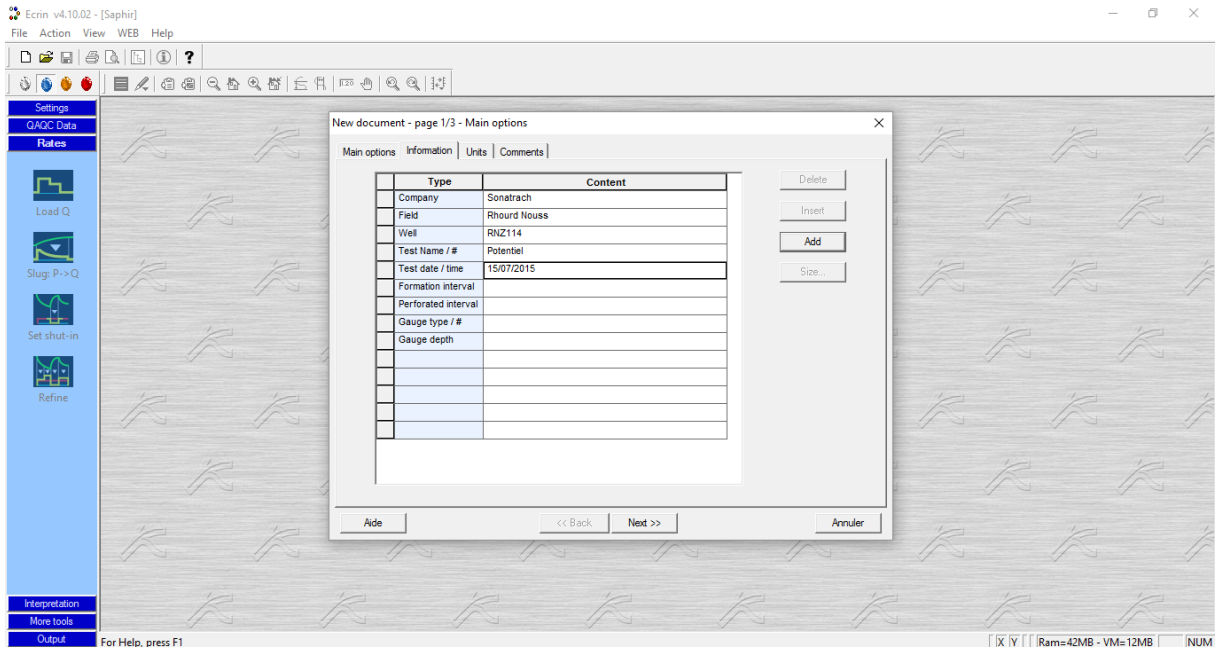 Ecrin v4.10.02 - [Saphir]
File Action View WEB Help
Settings
QAQC Data
Rates
Load Q
Slug: P->Q
Set shut-in
Refine
Interpretation
More tools
Output
New document - page 1/3 - Main options
Main options Information Units Comments
Type Content
Company Sonatrach
Field Rhourd Nouss
Well RNZ114
Test Name / # Potentiel
Test date / time 15/07/2015
Formation interval
Perforated interval
Gauge type / #
Gauge depth
Delete
Insert
Add
Size...
Aide << Back Next >> Annuler
For Help, press F1 X Y Ram=42MB - VM=12MB NUM